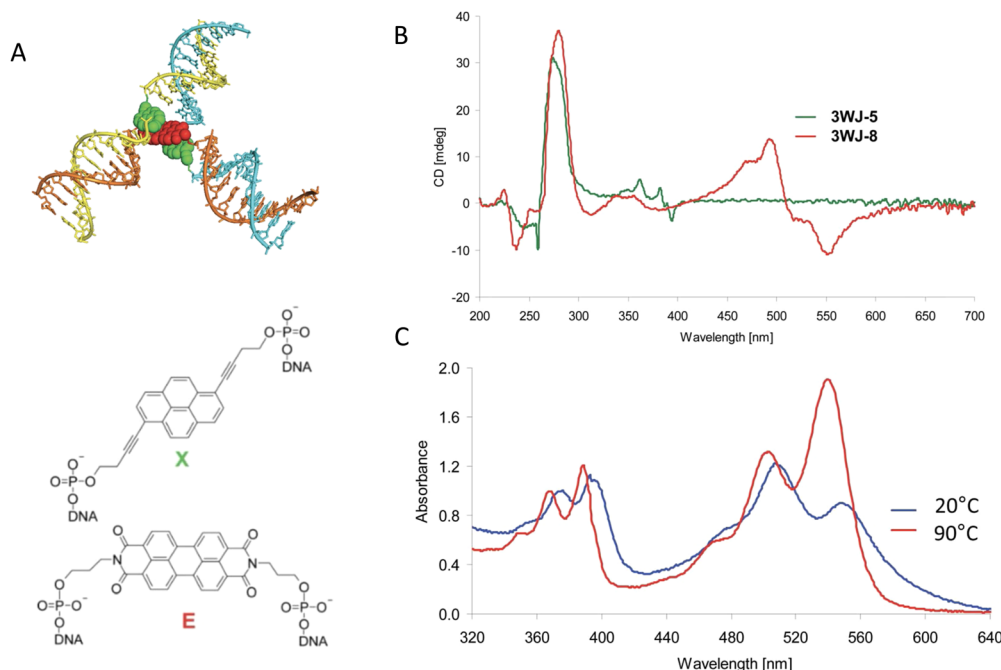 A
B
40
30
20
10
0
-10
-20
CD [mdeg]
3WJ-5
3WJ-8
200 250 300 350 400 450 500 550 600 650 700
Wavelength [nm]
O⁻
O P O
O
DNA
O⁻
O P O
O
DNA
X
O⁻
O P O
O
DNA
O N O
O N O
O⁻
O P O
O
DNA
E
C
2.0
1.6
1.2
0.8
0.4
0.0
Absorbance
20°C
90°C
320 360 400 440 480 520 560 600 640
Wavelength [nm]